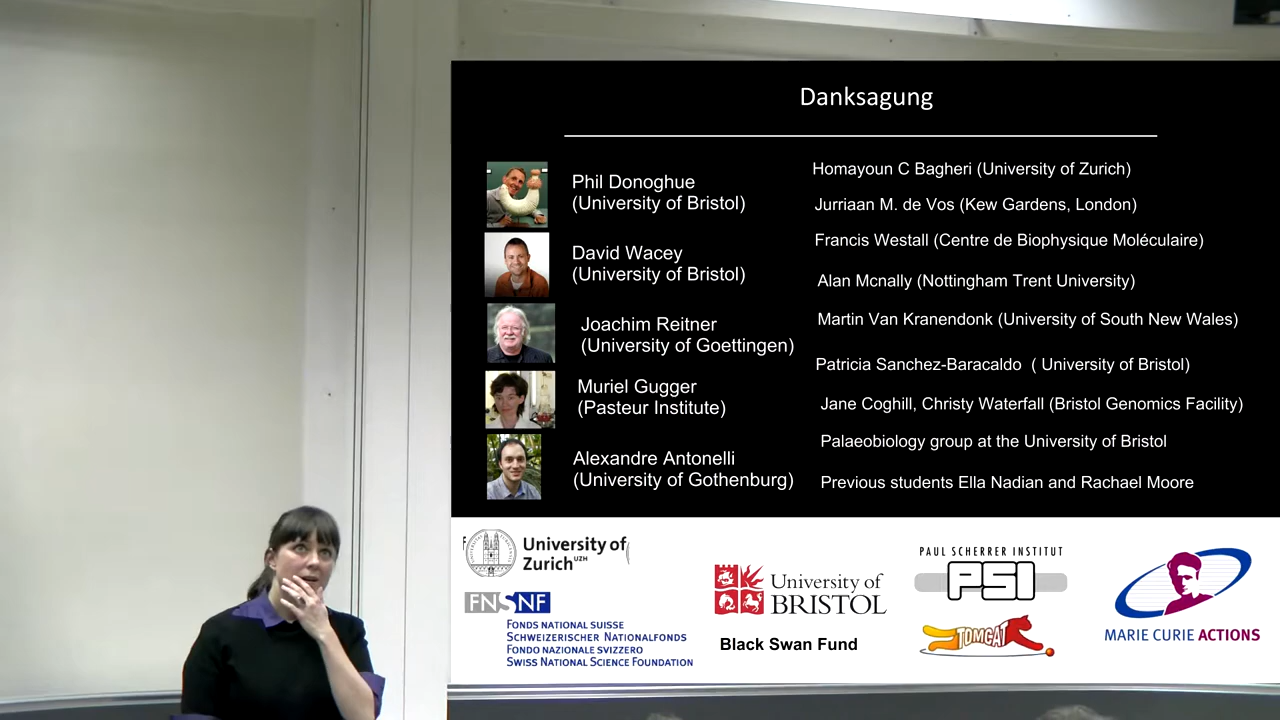 Danksagung
Phil Donoghue
(University of Bristol)
David Wacey
(University of Bristol)
Joachim Reitner
(University of Goettingen)
Muriel Gugger
(Pasteur Institute)
Alexandre Antonelli
(University of Gothenburg)
Homayoun C Bagheri (University of Zurich)
Jurriaan M. de Vos (Kew Gardens, London)
Francis Westall (Centre de Biophysique Moléculaire)
Alan Mcnally (Nottingham Trent University)
Martin Van Kranendonk (University of South New Wales)
Patricia Sanchez-Baracaldo ( University of Bristol)
Jane Coghill, Christy Waterfall (Bristol Genomics Facility)
Palaeobiology group at the University of Bristol
Previous students Ella Nadian and Rachael Moore
University of
Zurich UZH
FNSNF
FONDS NATIONAL SUISSE
SCHWEIZERISCHER NATIONALFONDS
FONDO NAZIONALE SVIZZERO
SWISS NATIONAL SCIENCE FOUNDATION
University of
BRISTOL
Black Swan Fund
PAUL SCHERRER INSTITUT
PSI
TOMCAT
MARIE CURIE ACTIONS